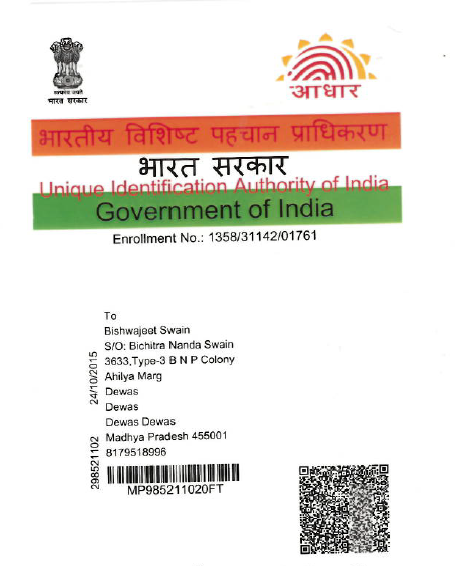 सत्यमेव जयते
भारत सरकार
आधार
भारतीय विशिष्ट पहचान प्राधिकरण
भारत सरकार
Unique Identification Authority of India
Government of India
Enrollment No.: 1358/31142/01761
To
Bishwajeet Swain
S/O: Bichitra Nanda Swain
3633,Type-3 B N P Colony
Ahilya Marg
Dewas
Dewas
Dewas Dewas
Madhya Pradesh 455001
8179518996
24/10/2015
298521102
MP985211020FT